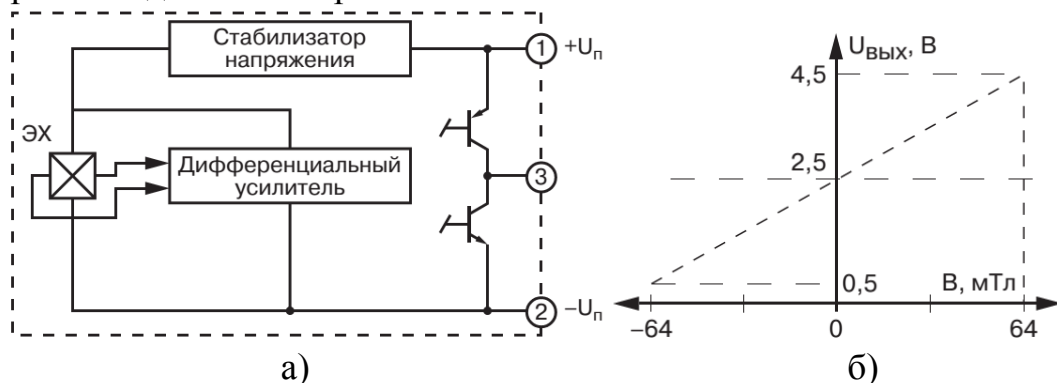 Стабилизатор
напряжения
1 +Uп
ЭХ
Дифференциальный
усилитель
3
2 −Uп
а)
Uвых, В
4,5
2,5
0,5
В, мТл
−64
0
64
б)